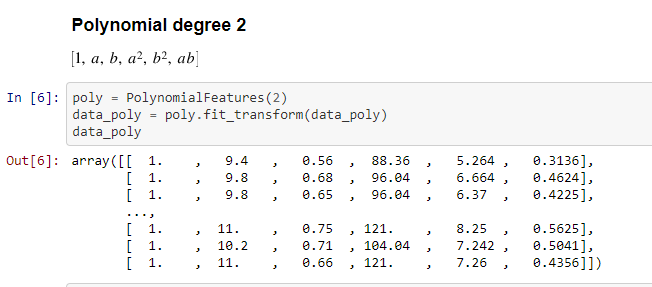 Polynomial degree 2
[1, a, b, a², b², ab]
In [6]: poly = PolynomialFeatures(2)
data_poly = poly.fit_transform(data_poly)
data_poly
Out[6]: array([[  1.    ,   9.4   ,   0.56  ,  88.36  ,   5.264 ,   0.3136],
       [  1.    ,   9.8   ,   0.68  ,  96.04  ,   6.664 ,   0.4624],
       [  1.    ,   9.8   ,   0.65  ,  96.04  ,   6.37  ,   0.4225],
       ...,
       [  1.    ,  11.    ,   0.75  , 121.    ,   8.25  ,   0.5625],
       [  1.    ,  10.2   ,   0.71  , 104.04  ,   7.242 ,   0.5041],
       [  1.    ,  11.    ,   0.66  , 121.    ,   7.26  ,   0.4356]])